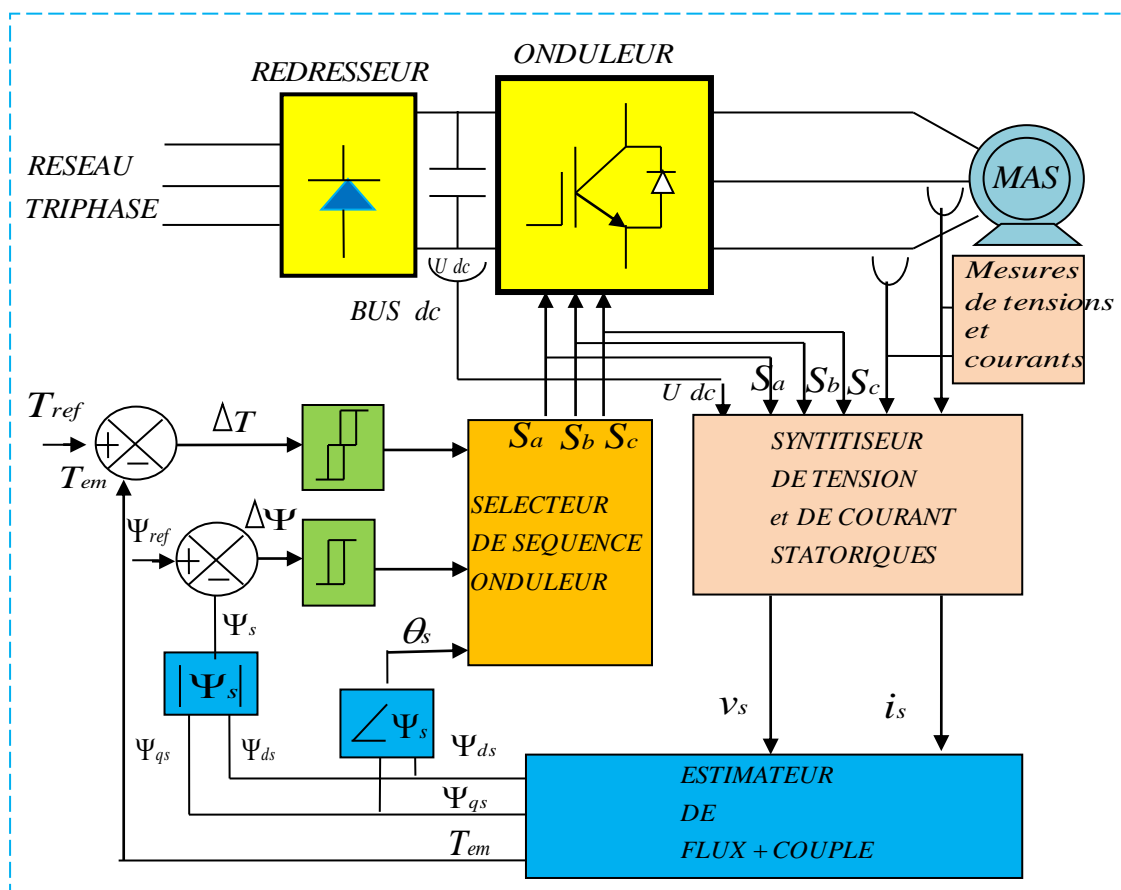 ONDULEUR
REDRESSEUR
RESEAU
TRIPHASE
MAS
U dc
BUS dc
Mesures
de tensions
et
courants
U dc
Sa
Sb
Sc
Tref
+
−
Tem
ΔT
Sa Sb Sc
SELECTEUR
DE SEQUENCE
ONDULEUR
SYNTITISEUR
DE TENSION
et DE COURANT
STATORIQUES
Ψref
+
−
ΔΨ
Ψs
θs
|Ψs|
∠Ψs
vs
is
Ψqs
Ψds
Ψds
Ψqs
Tem
ESTIMATEUR
DE
FLUX + COUPLE